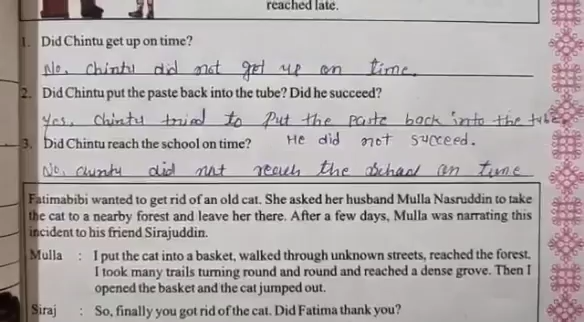 reached late.
1. Did Chintu get up on time?
No, Chintu did not get up on time.
2. Did Chintu put the paste back into the tube? Did he succeed?
Yes, Chintu tried to Put the paste back into the tube
He did not succeed.
3. Did Chintu reach the school on time?
No, did not reach the school on time
Fatimabibi wanted to get rid of an old cat. She asked her husband Mulla Nasruddin to take
the cat to a nearby forest and leave her there. After a few days, Mulla was narrating this
incident to his friend Sirajuddin.
Mulla : I put the cat into a basket, walked through unknown streets, reached the forest.
I took many trails turning round and round and reached a dense grove. Then I
opened the basket and the cat jumped out.
Siraj : So, finally you got rid of the cat. Did Fatima thank you?